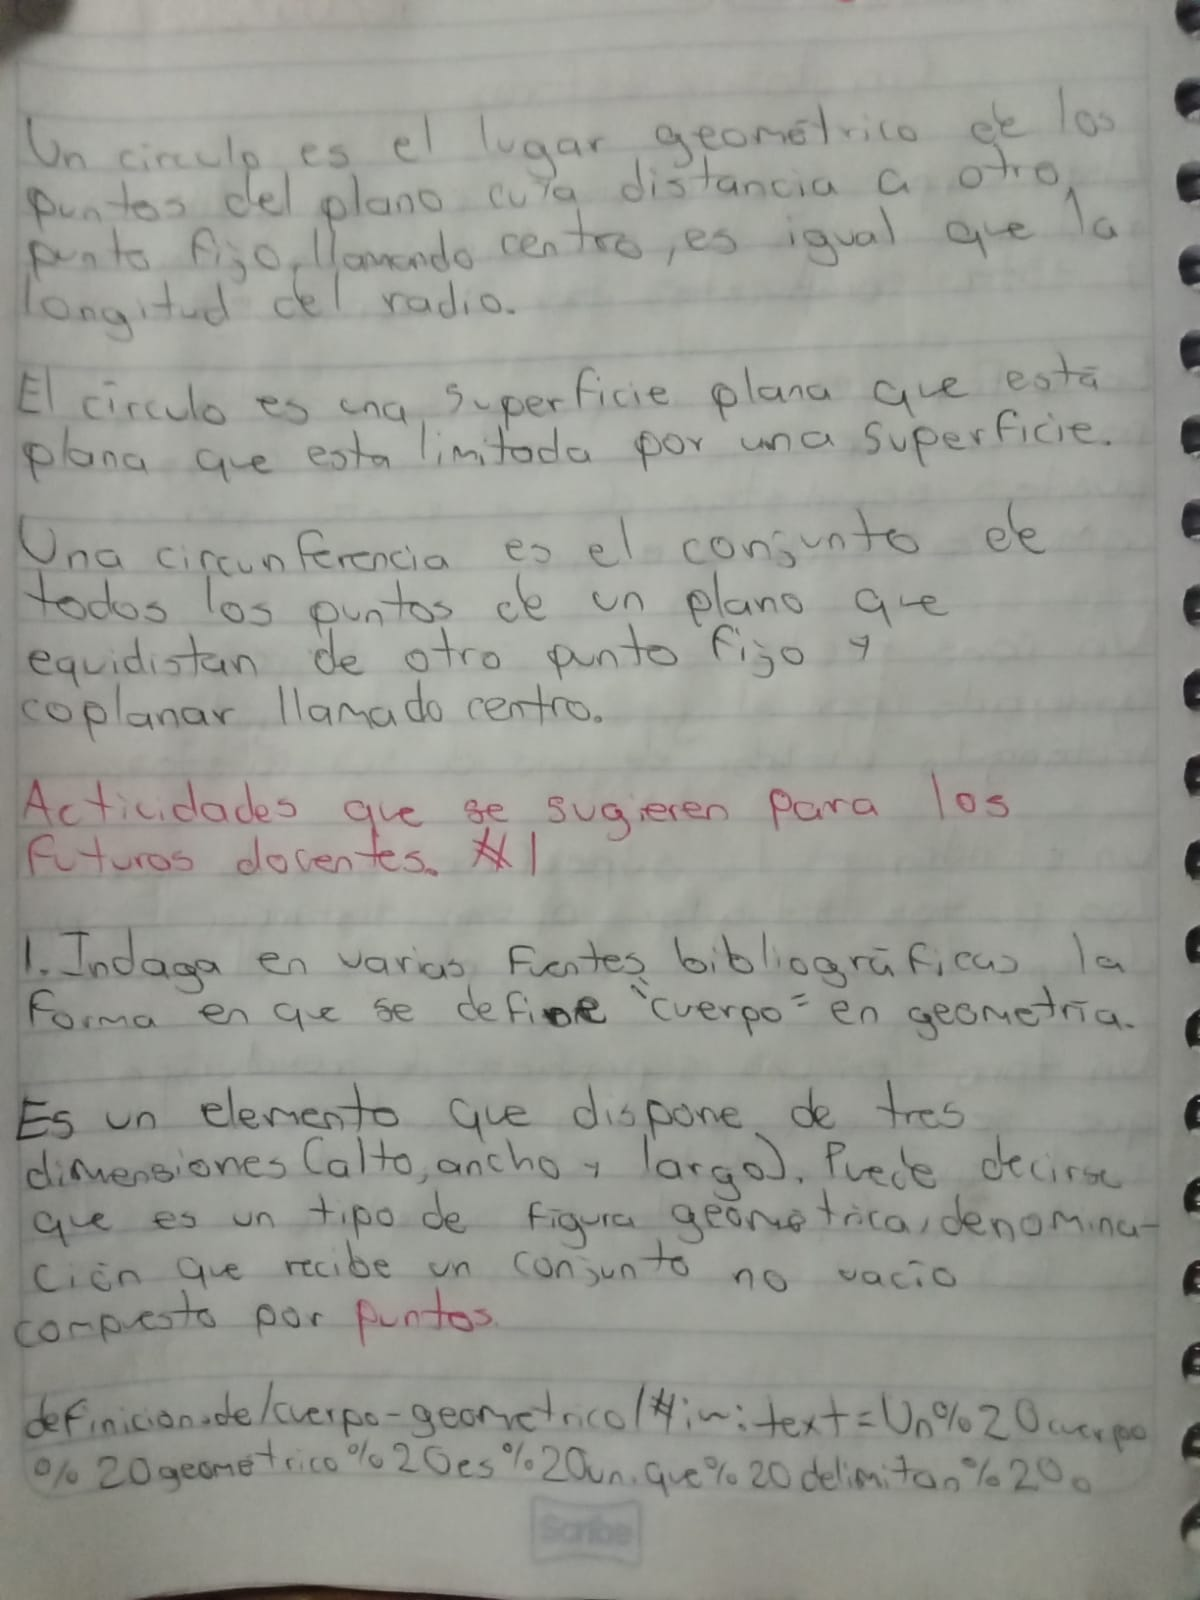 Un circulo es el lugar geométrico de los
puntos del plano cuya distancia a otro
punto fijo, llamando centro, es igual que la
longitud del radio.
El círculo es una superficie plana que está
plana que esta limitada por una superficie.
Una circunferencia es el conjunto de
todos los puntos de un plano que
equidistan de otro punto fijo y
coplanar llamado centro.
Acticidades que se sugieren para los
futuros docentes. #1
1. Indaga en varias fuentes bibliográficas la
forma en que se define "cuerpo" en geometría.
Es un elemento que dispone de tres
dimensiones (alto, ancho y largo). Puede decirse
que es un tipo de figura geométrica, denomina-
ción que recibe un conjunto no vacío
compuesto por puntos.
definicion.de/cuerpo-geometrico/#:~:text=Un%20cuerpo
%20geométrico%20es%20un.que%20delimitan%20.
Scribe